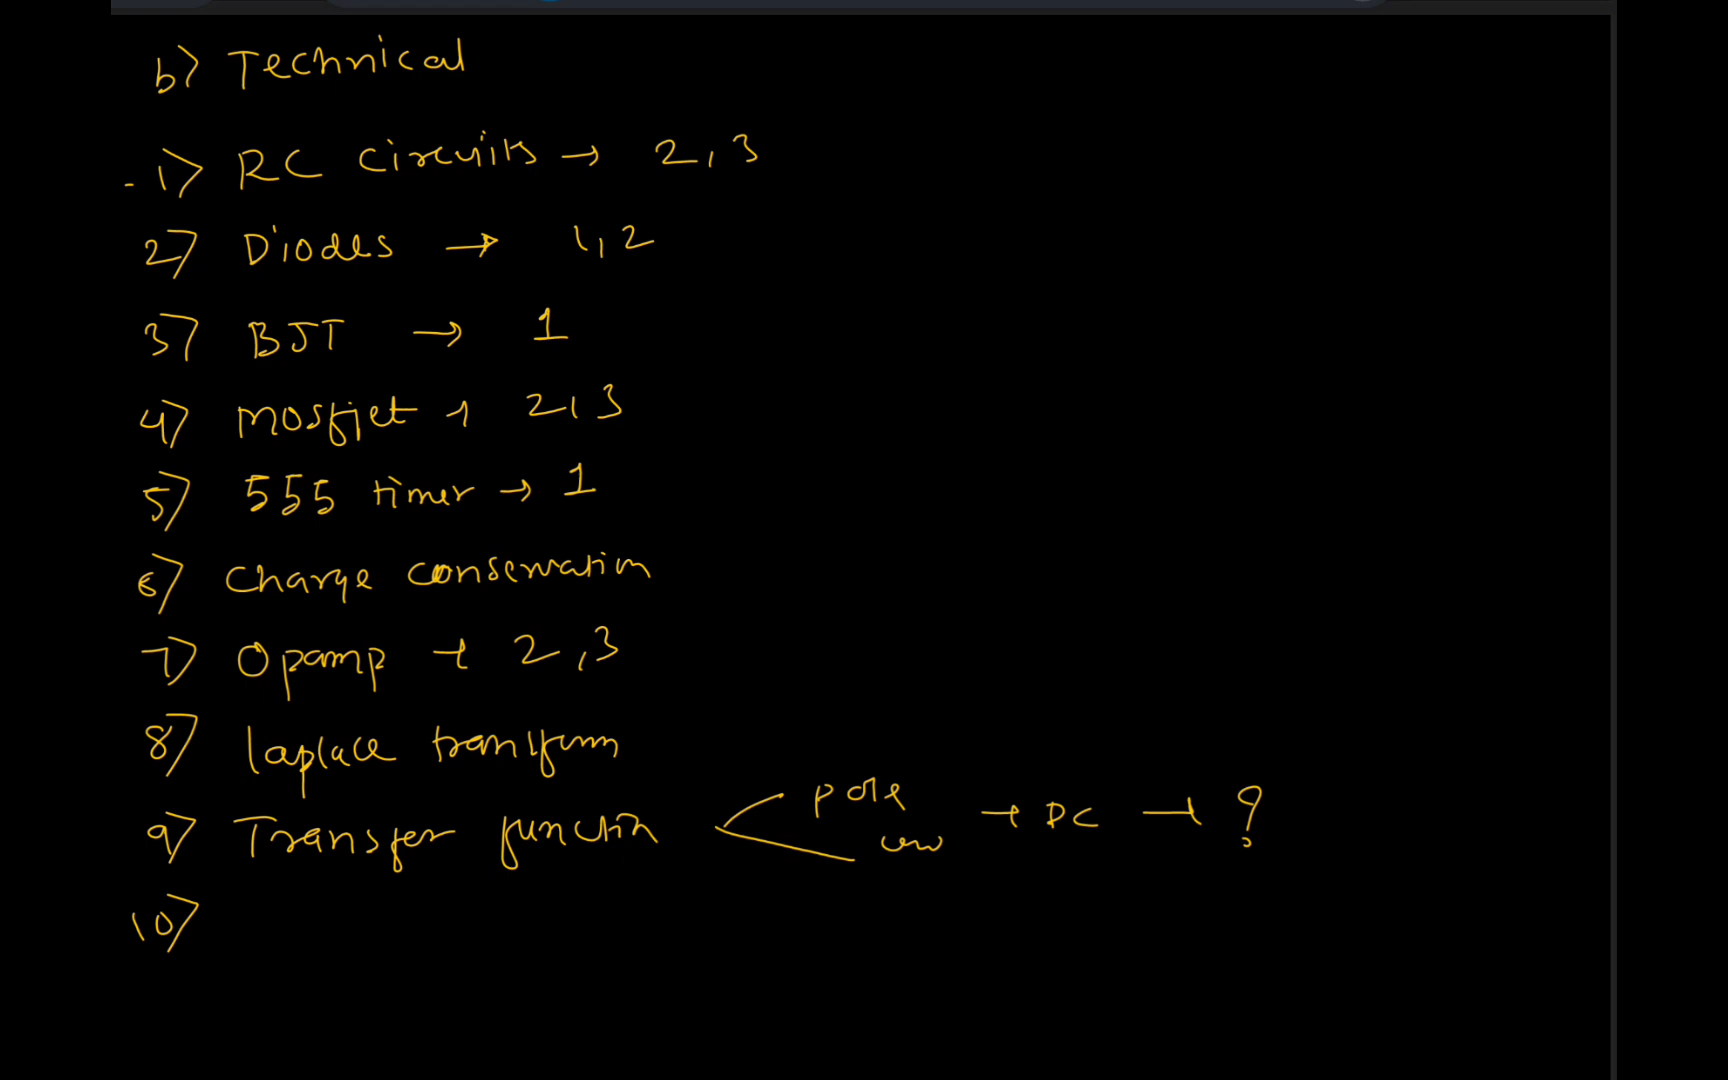 b) Technical
1) RC Circuits → 2, 3
2) Diodes → 1, 2
3) BJT → 1
4) Mosfet → 2, 3
5) 555 timer → 1
6) Charge conservation
7) Opamp → 2, 3
8) Laplace transform
9) Transfer function < pole → DC → ?
10)